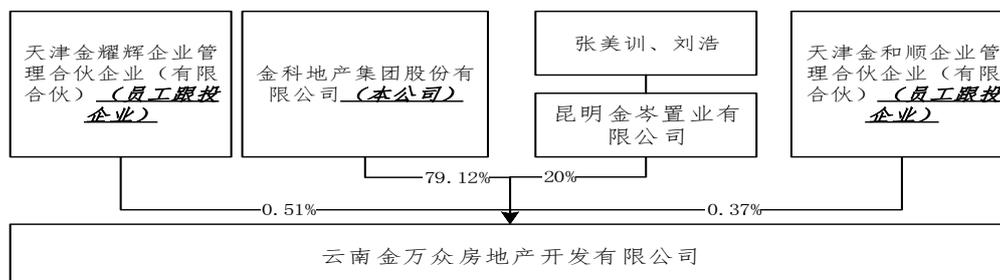 天津金耀辉企业管
理合伙企业（有限
合伙）（员工跟投
企业）
金科地产集团股份有
限公司（本公司）
张美训、刘浩
昆明金岑置业有
限公司
天津金和顺企业管
理合伙企业（有限
合伙）（员工跟投
企业）
79.12%
20%
0.51%
0.37%
云南金万众房地产开发有限公司